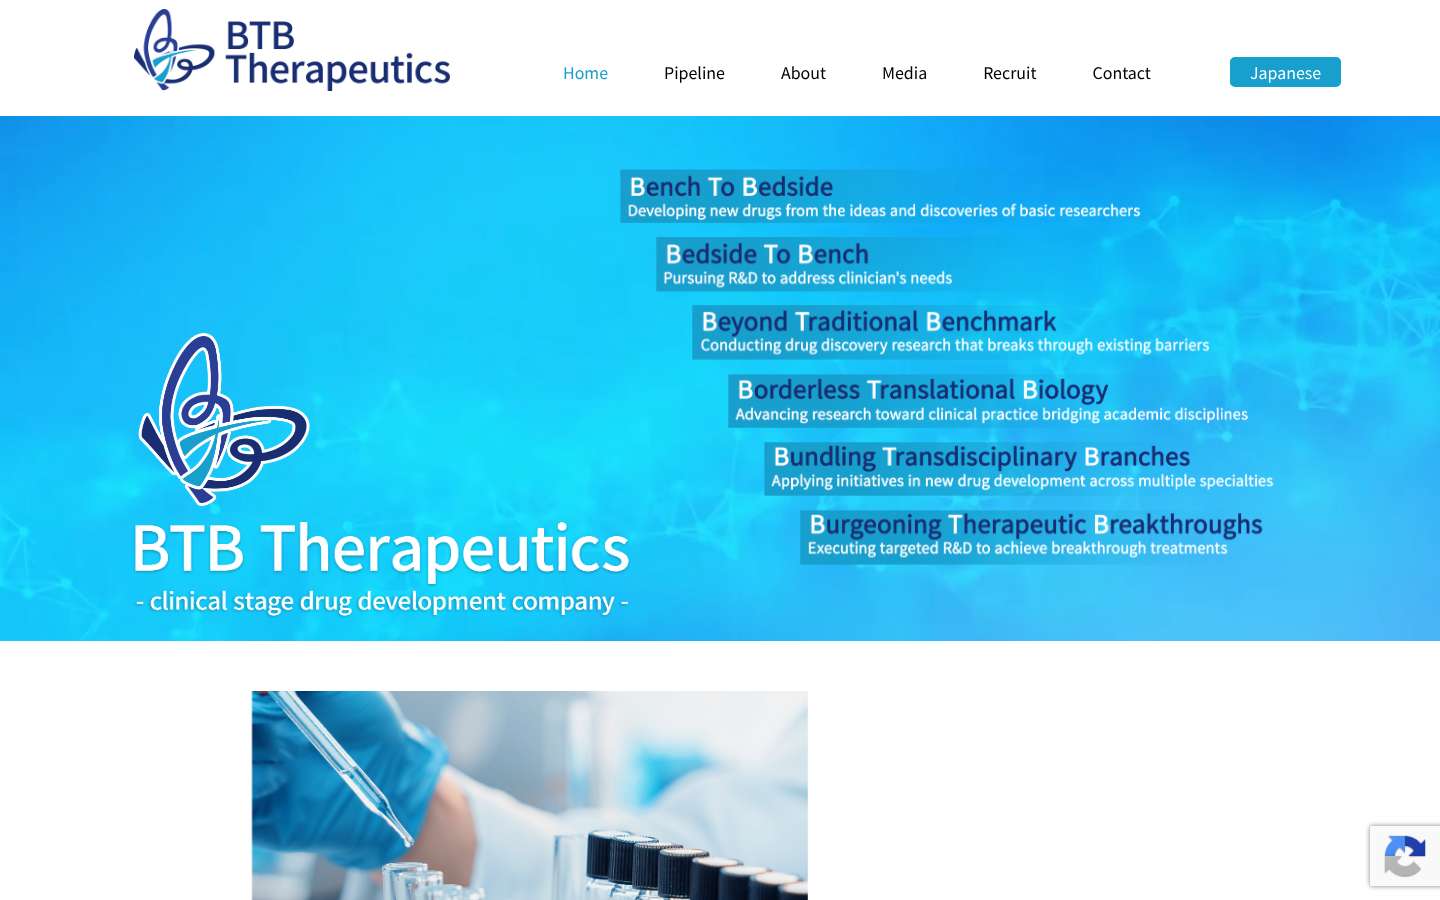 BTB
Therapeutics
Home
Pipeline
About
Media
Recruit
Contact
Japanese
Bench To Bedside
Developing new drugs from the ideas and discoveries of basic researchers
Bedside To Bench
Pursuing R&D to address clinician's needs
Beyond Traditional Benchmark
Conducting drug discovery research that breaks through existing barriers
Borderless Translational Biology
Advancing research toward clinical practice bridging academic disciplines
Bundling Transdisciplinary Branches
Applying initiatives in new drug development across multiple specialties
Burgeoning Therapeutic Breakthroughs
Executing targeted R&D to achieve breakthrough treatments
BTB Therapeutics
- clinical stage drug development company -